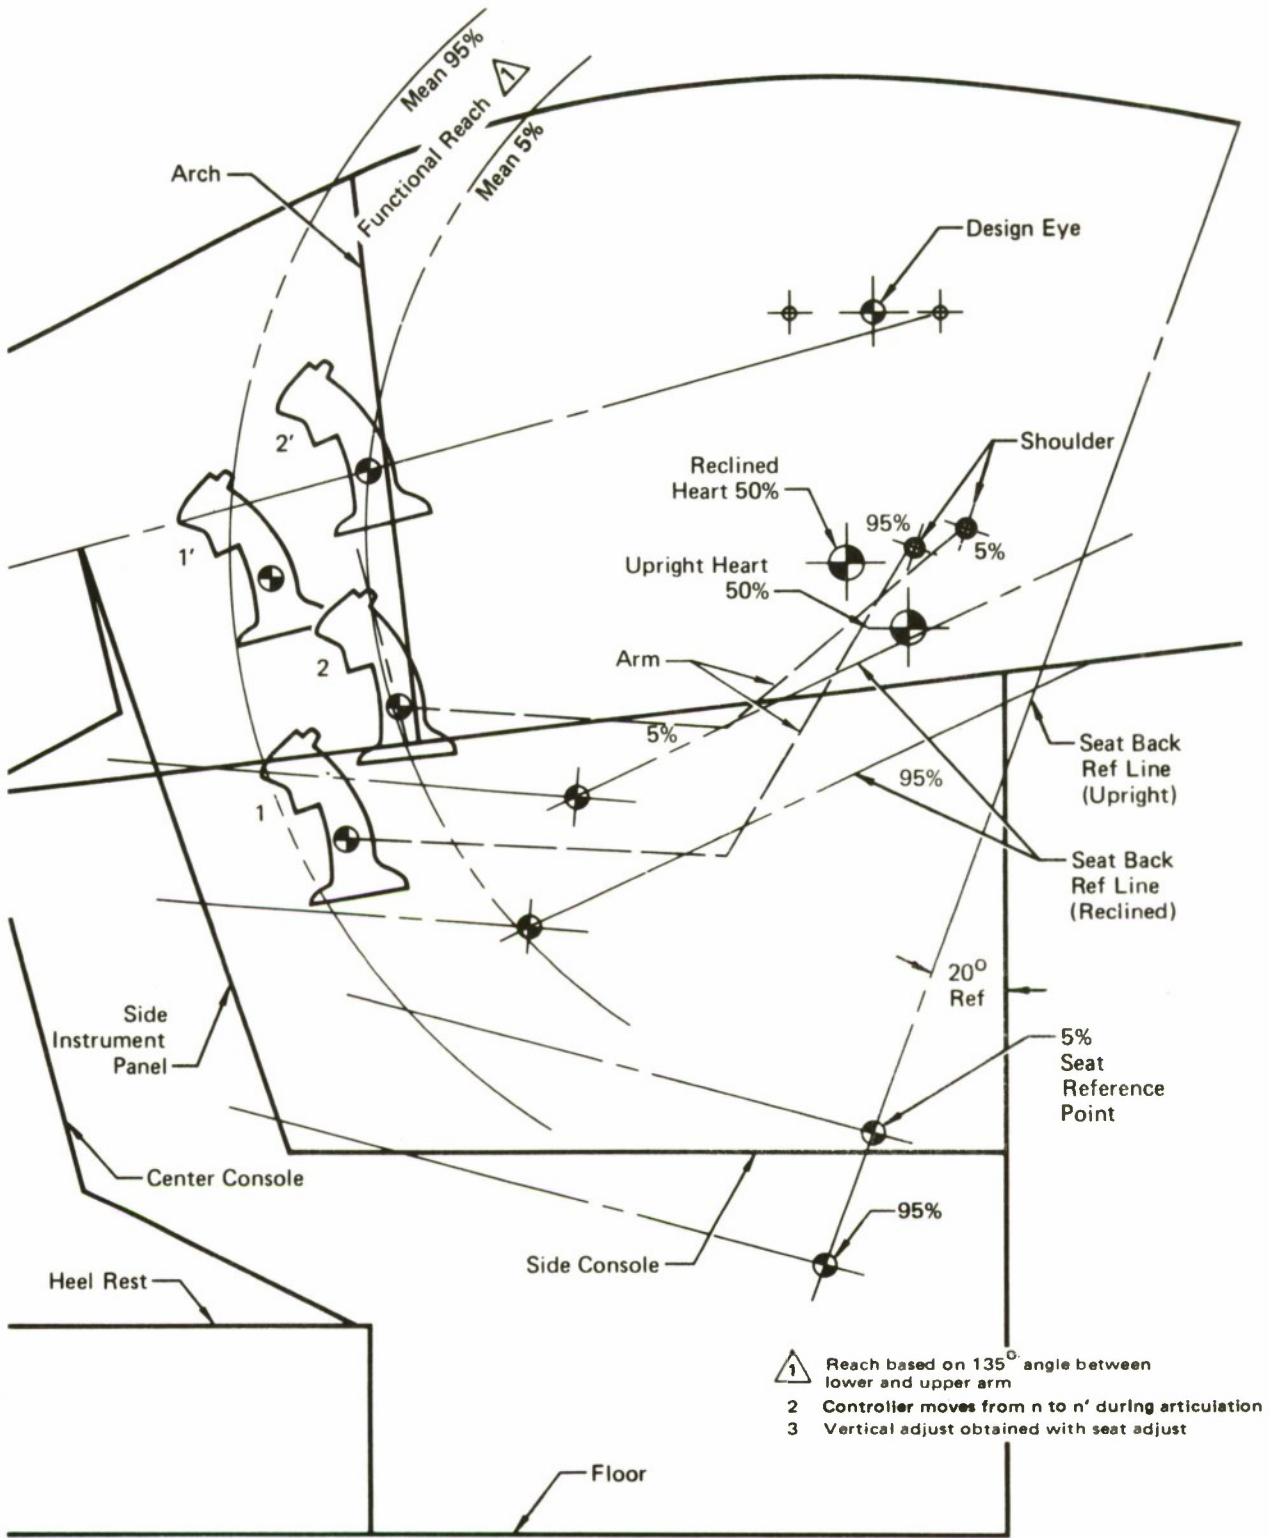 Mean 95%
Functional Reach
1
Mean 5%
Arch
Design Eye
2'
Shoulder
Reclined
Heart 50%
95%
5%
1'
Upright Heart
50%
2
Arm
5%
Seat Back
Ref Line
(Upright)
95%
1
Seat Back
Ref Line
(Reclined)
20°
Ref
Side
Instrument
Panel
5%
Seat
Reference
Point
Center Console
95%
Side Console
Heel Rest
1 Reach based on 135° angle between
lower and upper arm
2 Controller moves from n to n' during articulation
3 Vertical adjust obtained with seat adjust
Floor